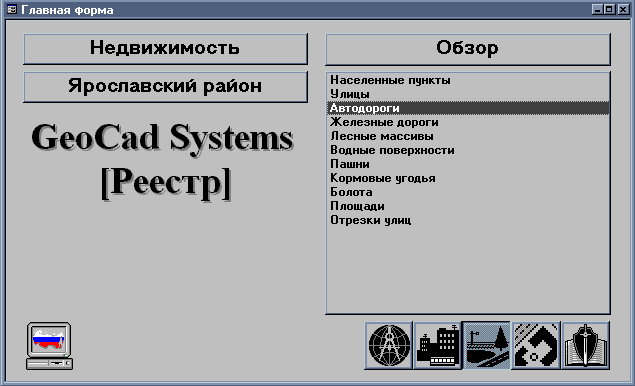 Главная форма
Недвижимость
Ярославский район
GeoCad Systems
[Реестр]
Обзор
Населенные пункты
Улицы
Автодороги
Железные дороги
Лесные массивы
Водные поверхности
Пашни
Кормовые угодья
Болота
Площади
Отрезки улиц